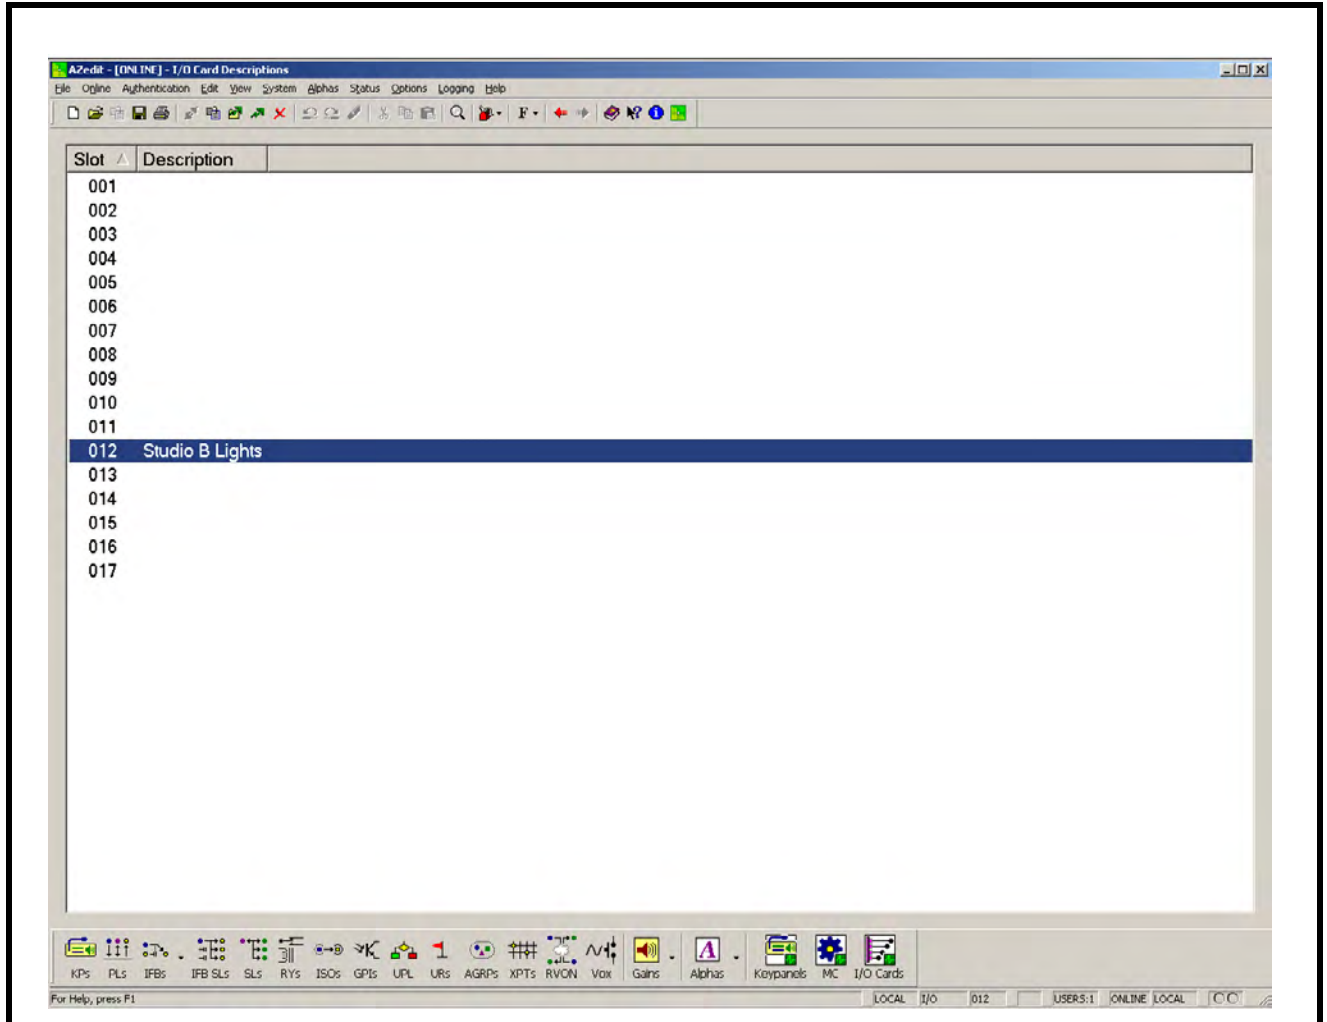 AZedit - [ONLINE] - I/O Card Descriptions
File Online Authentication Edit View System Alphas Status Options Logging Help
F
Slot Description
001
002
003
004
005
006
007
008
009
010
011
012 Studio B Lights
013
014
015
016
017
KPs PLs IFBs IFB SLs SLs RYs ISOs GPIs UPL URs AGRPs XPTs RVON Vox Gains Alphas Keypanels MC I/O Cards
For Help, press F1 LOCAL I/O 012 USERS:1 ONLINE LOCAL